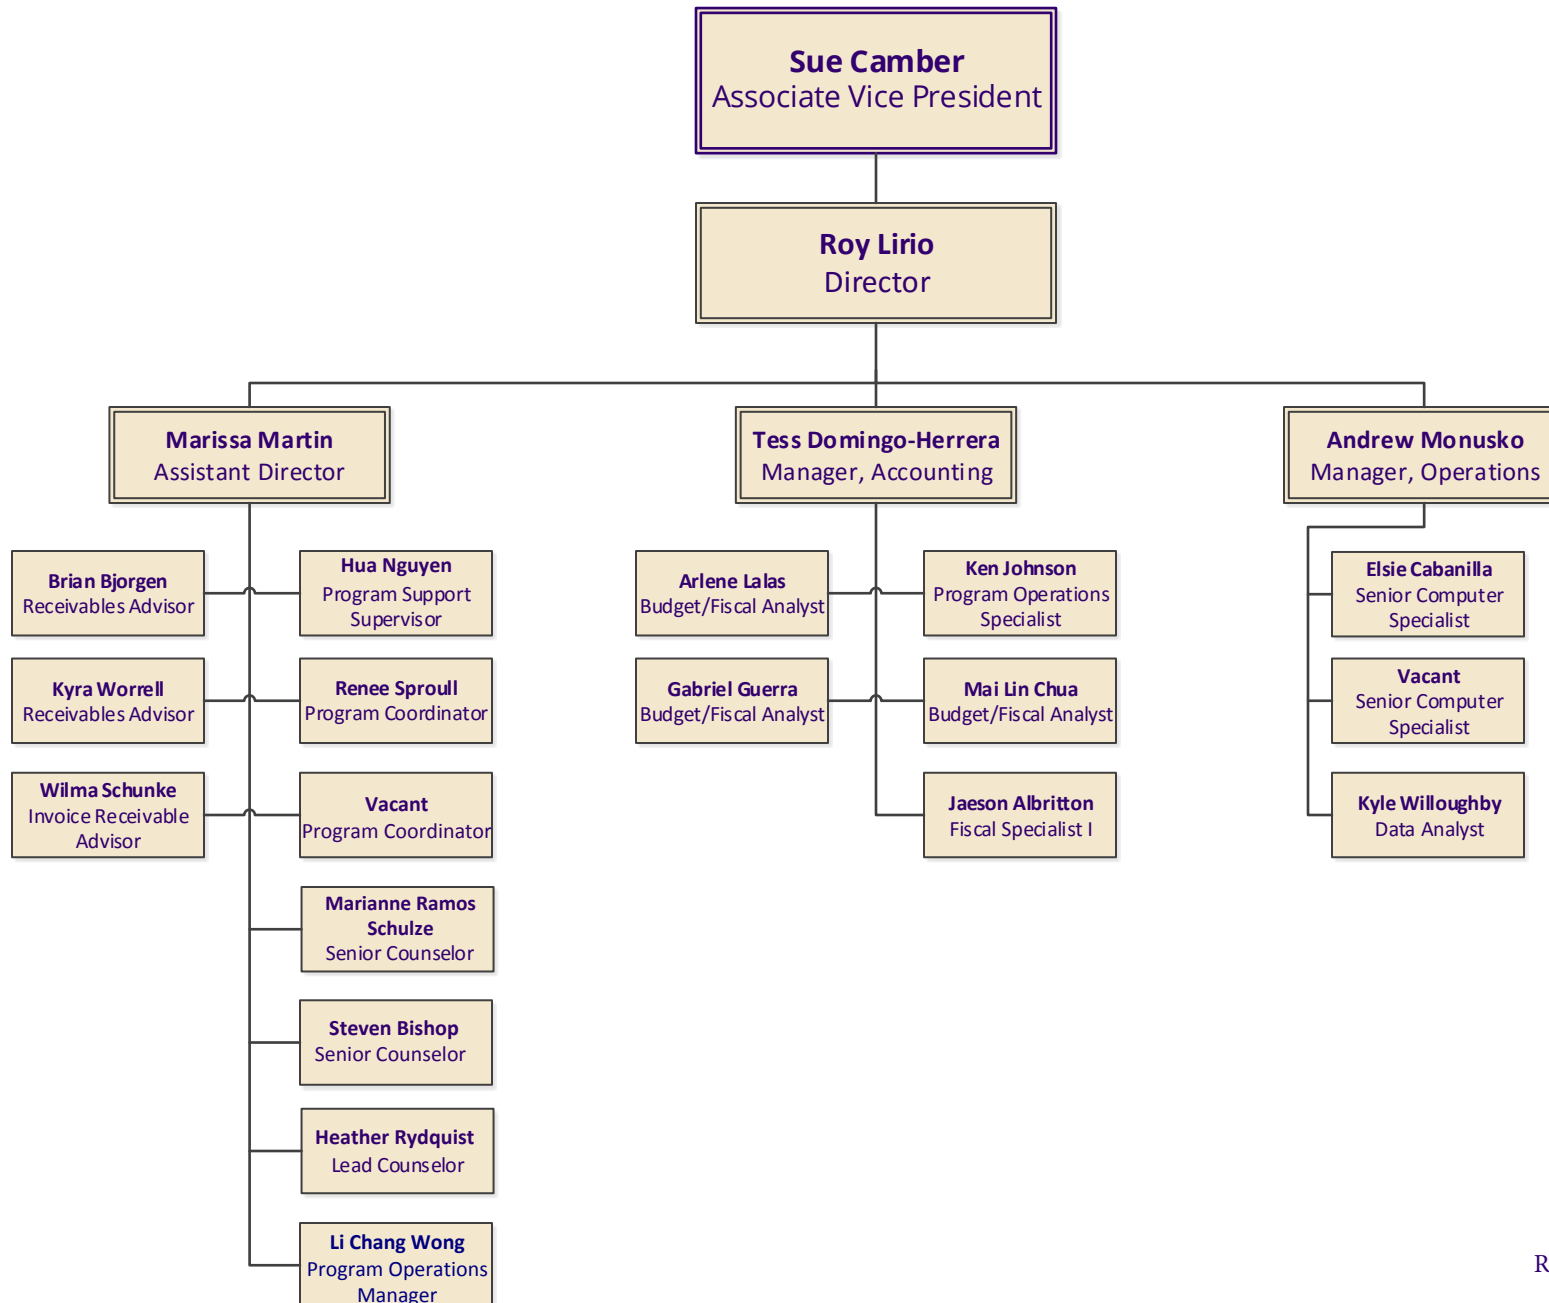 Sue Camber
Associate Vice President
Roy Lirio
Director
Marissa Martin
Assistant Director
Tess Domingo-Herrera
Manager, Accounting
Andrew Monusko
Manager, Operations
Brian Bjorgen
Receivables Advisor
Hua Nguyen
Program Support
Supervisor
Kyra Worrell
Receivables Advisor
Renee Sproull
Program Coordinator
Wilma Schunke
Invoice Receivable
Advisor
Vacant
Program Coordinator
Marianne Ramos
Schulze
Senior Counselor
Steven Bishop
Senior Counselor
Heather Rydquist
Lead Counselor
Li Chang Wong
Program Operations
Manager
Arlene Lalas
Budget/Fiscal Analyst
Ken Johnson
Program Operations
Specialist
Gabriel Guerra
Budget/Fiscal Analyst
Mai Lin Chua
Budget/Fiscal Analyst
Jaeson Albritton
Fiscal Specialist I
Elsie Cabanilla
Senior Computer
Specialist
Vacant
Senior Computer
Specialist
Kyle Willoughby
Data Analyst
R